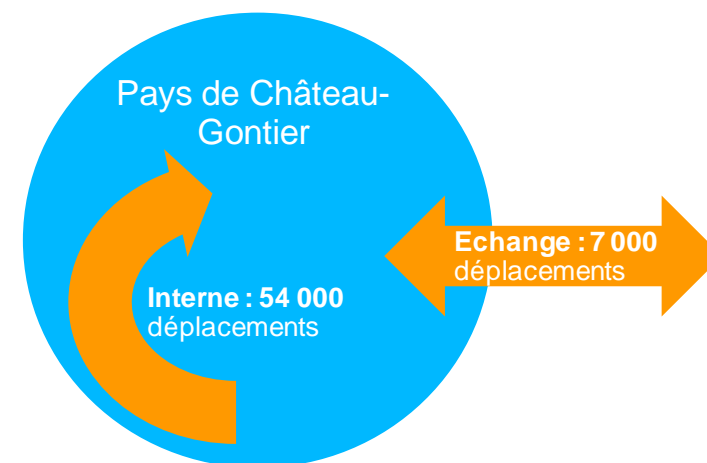 Pays de Château-
Gontier
Echange : 7 000
déplacements
Interne : 54 000
déplacements